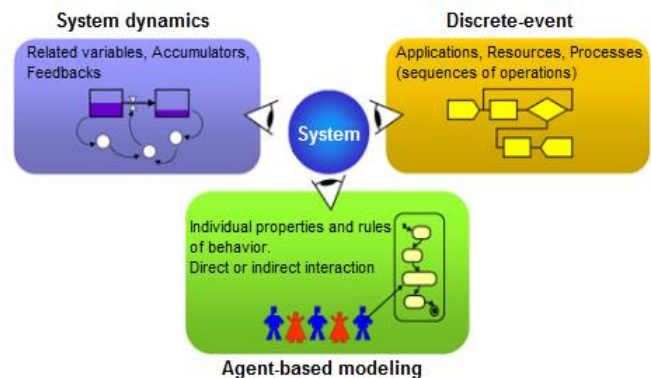 System dynamics
Related variables, Accumulators,
Feedbacks
Discrete-event
Applications, Resources, Processes
(sequences of operations)
System
Individual properties and rules
of behavior.
Direct or indirect interaction
Agent-based modeling